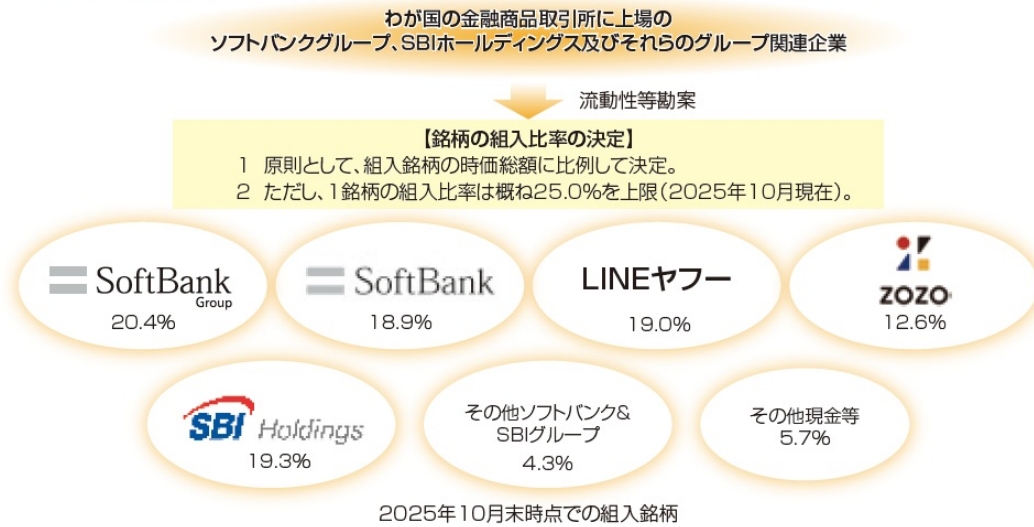 わが国の金融商品取引所に上場の
ソフトバンクグループ、SBIホールディングス及びそれらのグループ関連企業
流動性等勘案
【銘柄の組入比率の決定】
1 原則として、組入銘柄の時価総額に比例して決定。
2 ただし、1銘柄の組入比率は概ね25.0%を上限(2025年10月現在)。
SoftBank
Group
20.4%
SoftBank
18.9%
LINEヤフー
19.0%
ZOZO
12.6%
SBI Holdings
19.3%
その他ソフトバンク&
SBIグループ
4.3%
その他現金等
5.7%
2025年10月末時点での組入銘柄